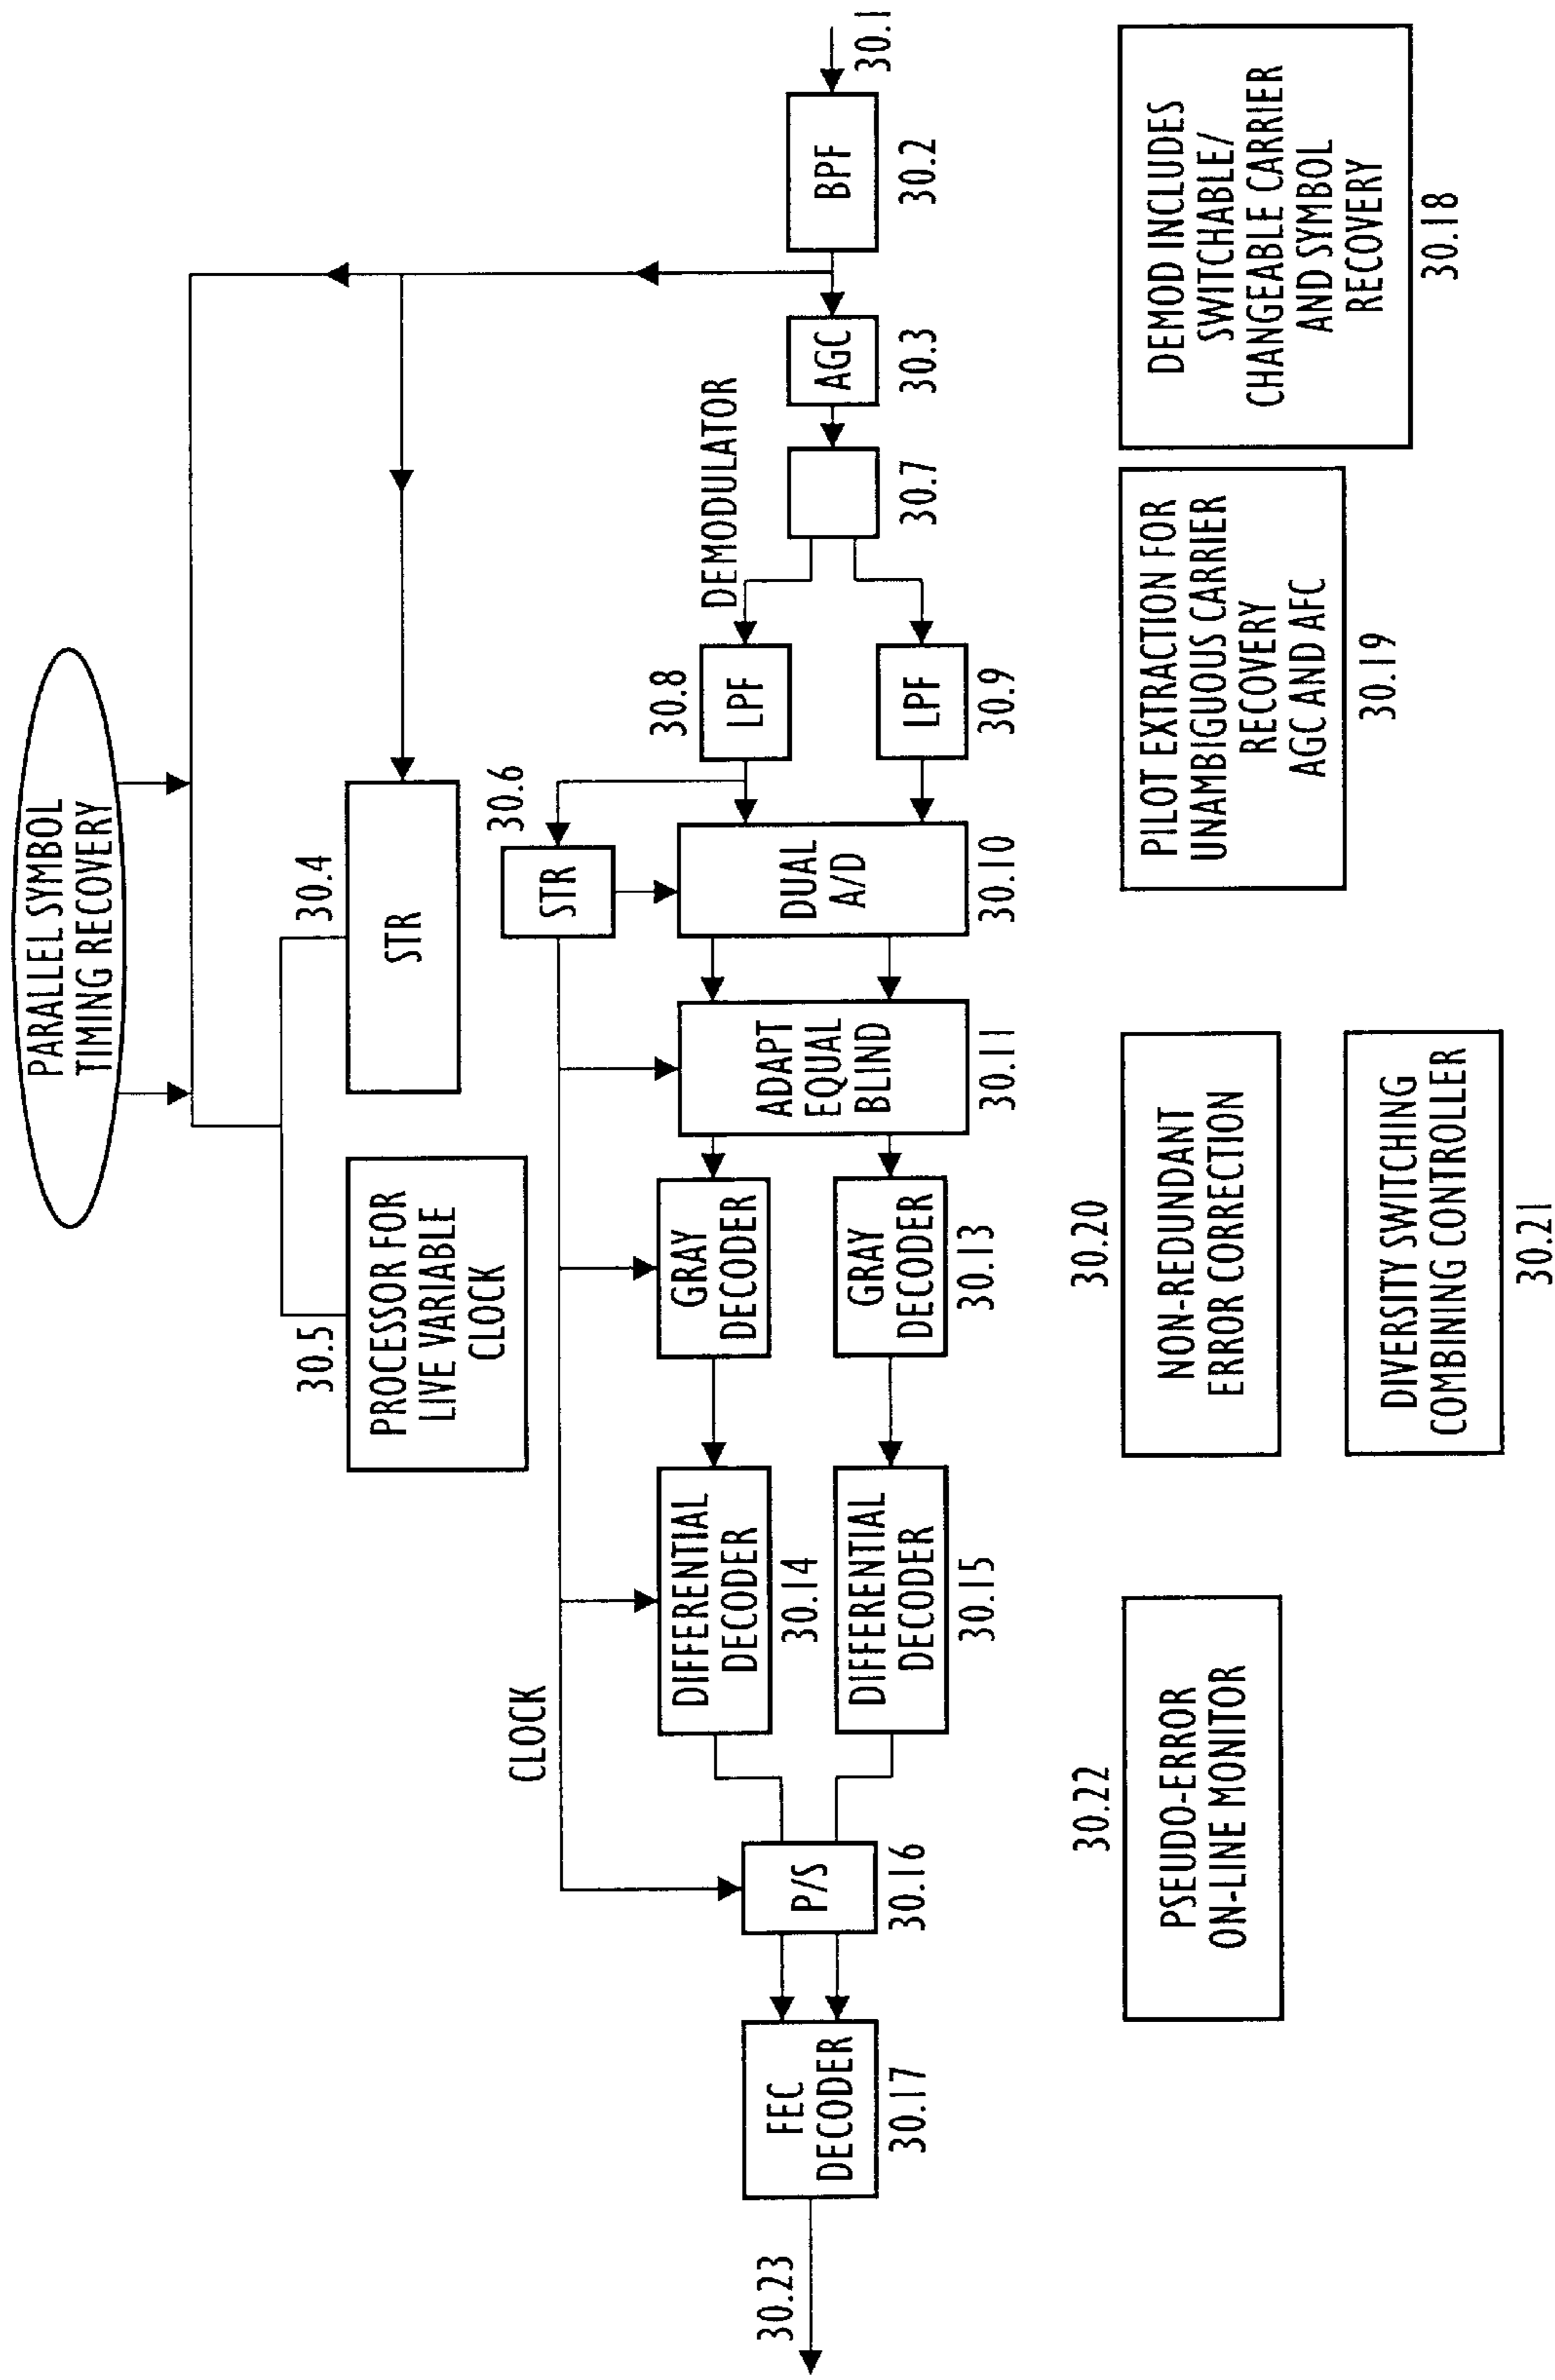 PARALLEL SYMBOL
TIMING RECOVERY
30.5
PROCESSOR FOR
LIVE VARIABLE
CLOCK
30.4
STR
CLOCK
30.6
STR
30.1
BPF
30.2
AGC
30.3
DEMODULATOR
30.7
30.8
LPF
LPF
30.9
DUAL
A/D
30.10
ADAPT
EQUAL
BLIND
30.11
GRAY
DECODER
GRAY
DECODER
30.13
DIFFERENTIAL
DECODER
30.14
DIFFERENTIAL
DECODER
30.15
P/S
30.16
FEC
DECODER
30.17
30.23
DEMOD INCLUDES
SWITCHABLE/
CHANGEABLE CARRIER
AND SYMBOL
RECOVERY
30.18
PILOT EXTRACTION FOR
UNAMBIGUOUS CARRIER
RECOVERY
AGC AND AFC
30.19
30.20
NON-REDUNDANT
ERROR CORRECTION
DIVERSITY SWITCHING
COMBINING CONTROLLER
30.21
30.22
PSEUDO-ERROR
ON-LINE MONITOR